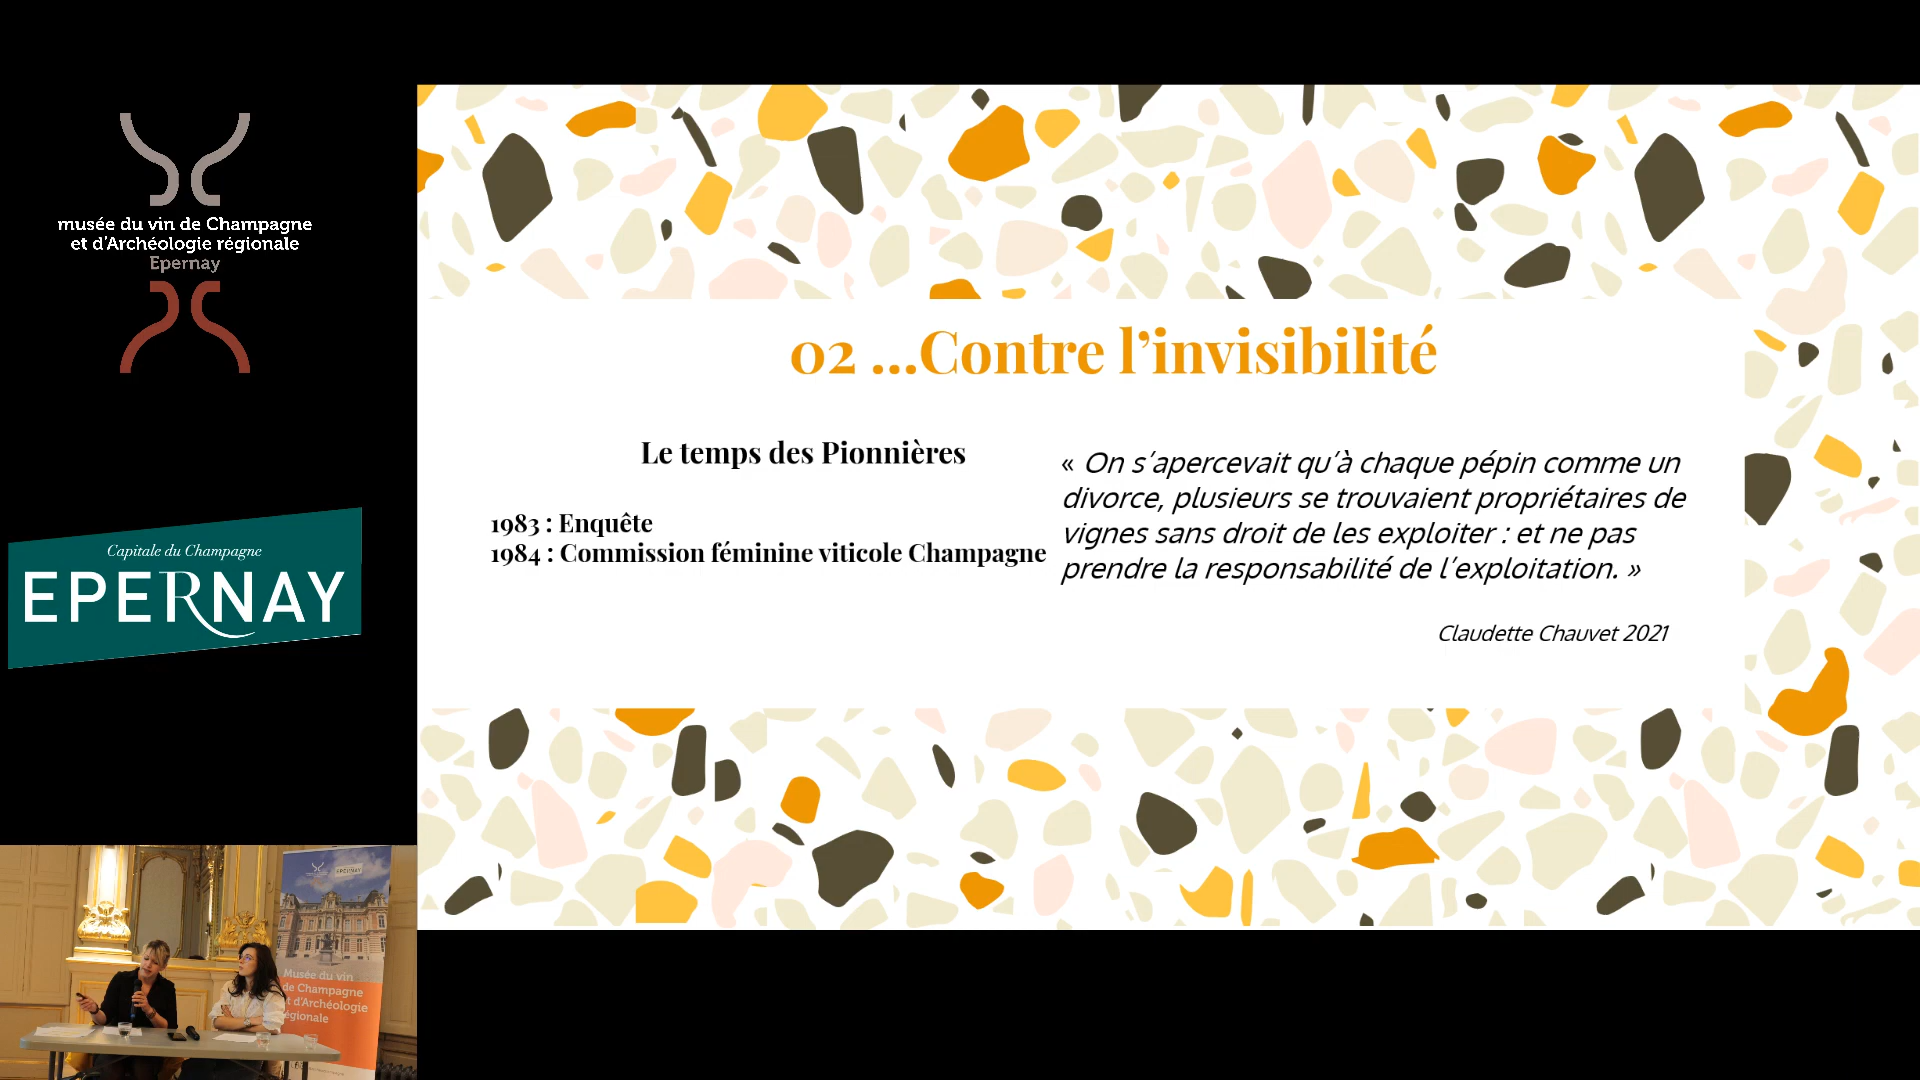 musée du vin de Champagne
et d'Archéologie régionale
Epernay
Capitale du Champagne
EPERNAY
02 ...Contre l'invisibilité
Le temps des Pionnières
1983 : Enquête
1984 : Commission féminine viticole Champagne
« On s'apercevait qu'à chaque pépin comme un
divorce, plusieurs se trouvaient propriétaires de
vignes sans droit de les exploiter : et ne pas
prendre la responsabilité de l'exploitation. »
Claudette Chauvet 2021
EPERNAY
Musée du vin
de Champagne
et d'Archéologie
régionale